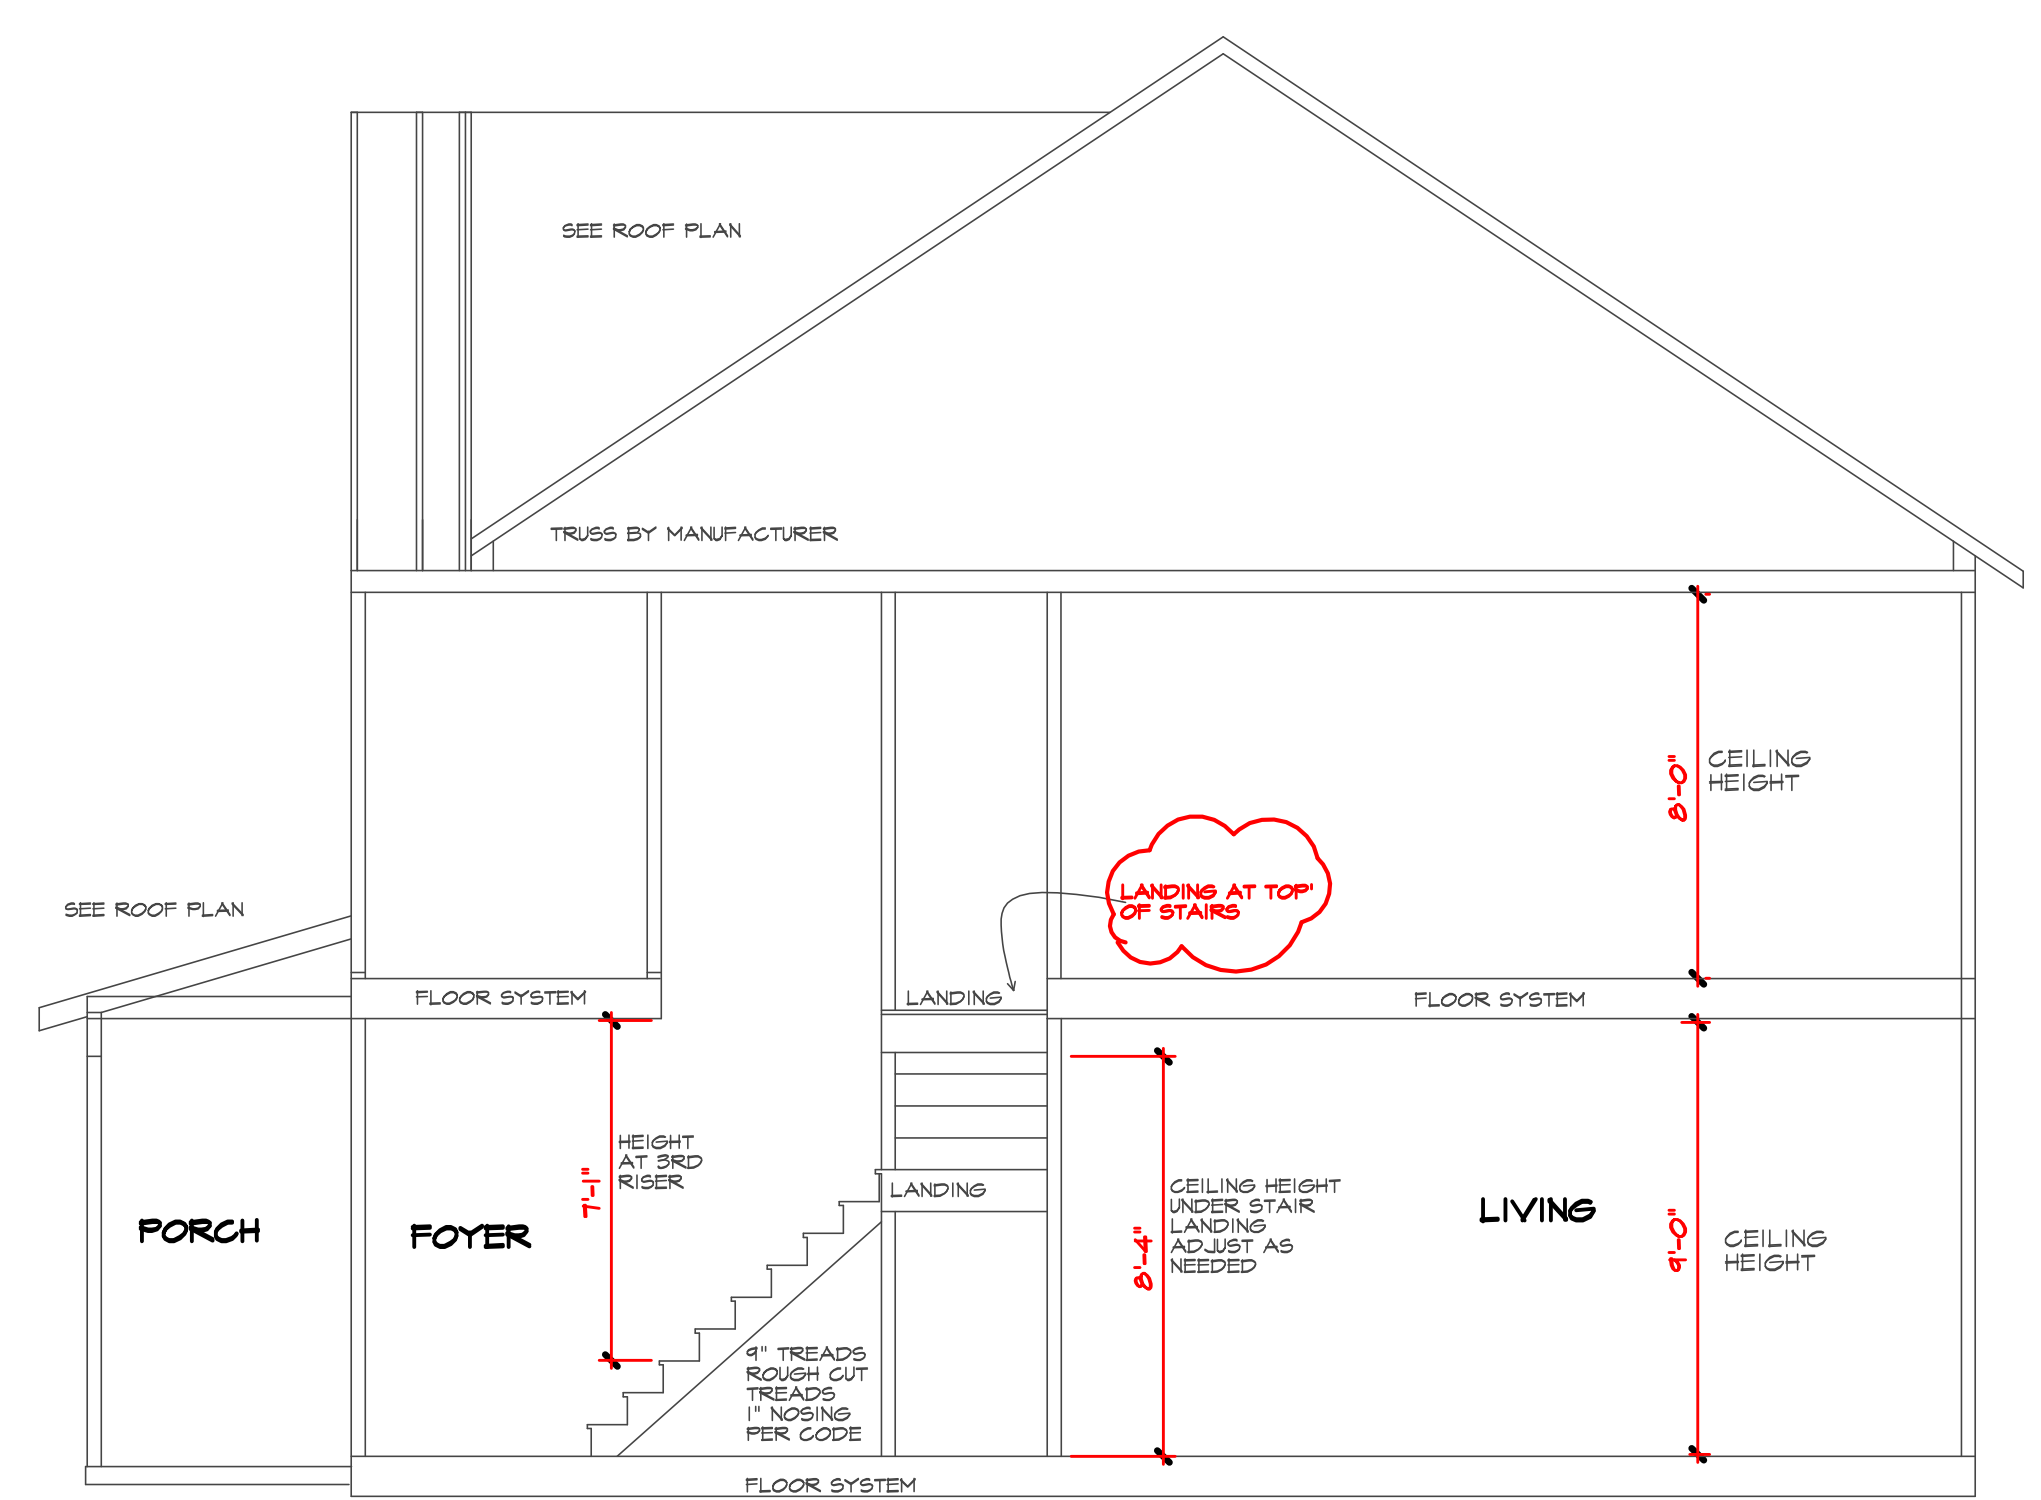 SEE ROOF PLAN
TRUSS BY MANUFACTURER
8'-0"
CEILING
HEIGHT
LANDING AT TOP'
OF STAIRS
SEE ROOF PLAN
FLOOR SYSTEM
LANDING
FLOOR SYSTEM
7'-1"
HEIGHT
AT 3RD
RISER
LANDING
8'-4"
CEILING HEIGHT
UNDER STAIR
LANDING
ADJUST AS
NEEDED
PORCH
FOYER
LIVING
9'-0"
CEILING
HEIGHT
9" TREADS
ROUGH CUT
TREADS
1" NOSING
PER CODE
FLOOR SYSTEM